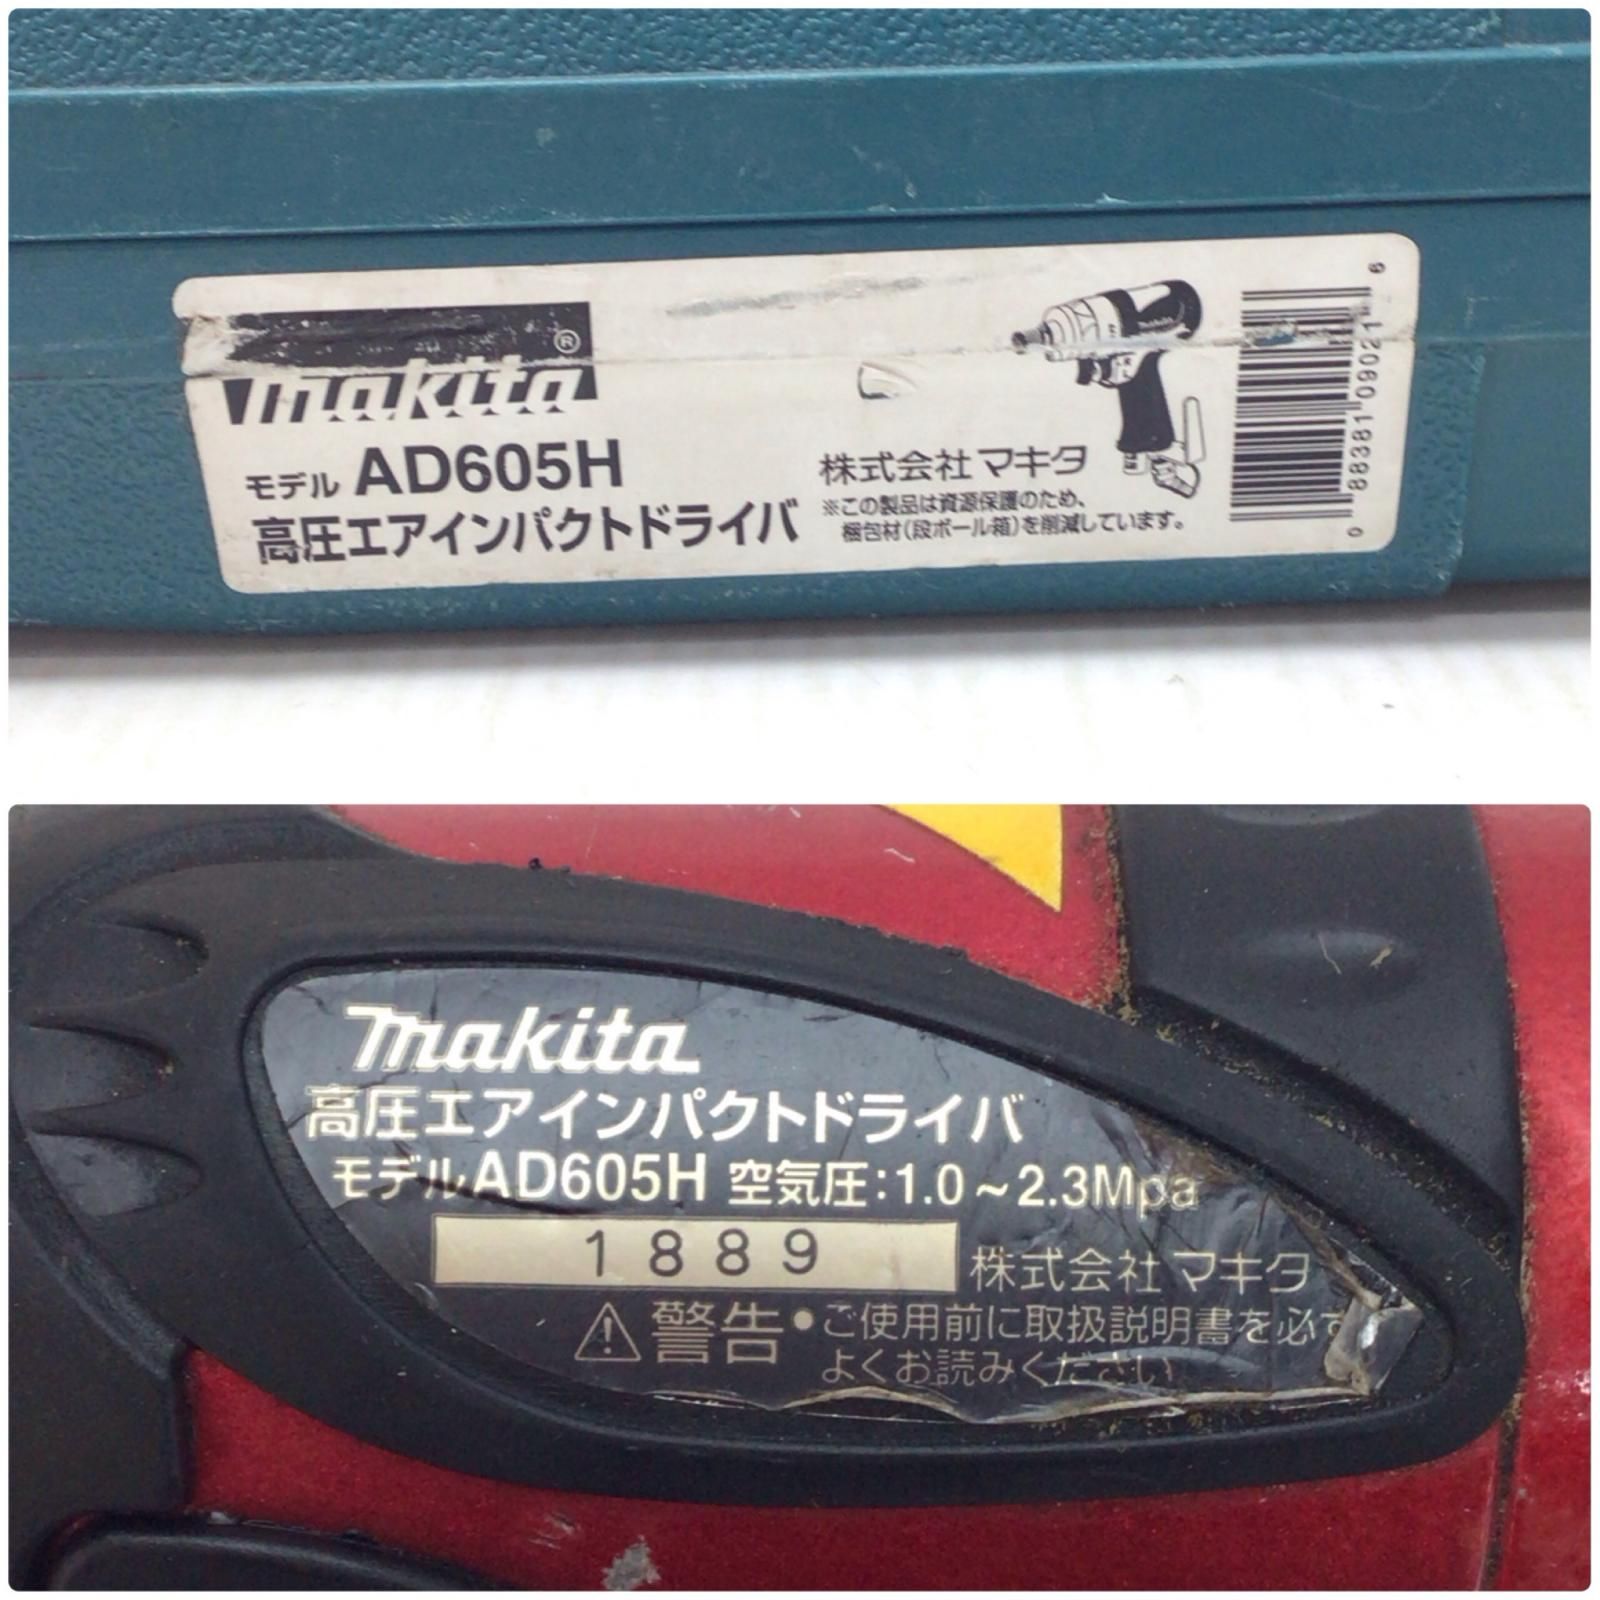 makita®
モデル AD605H
高圧エアインパクトドライバ
株式会社マキタ
※この製品は資源保護のため、
梱包材(段ボール箱)を削減しています。
0 88381 09021 6
makita
高圧エアインパクトドライバ
モデルAD605H 空気圧:1.0~2.3Mpa
1889
株式会社マキタ
⚠警告●ご使用前に取扱説明書を必ず
よくお読みください